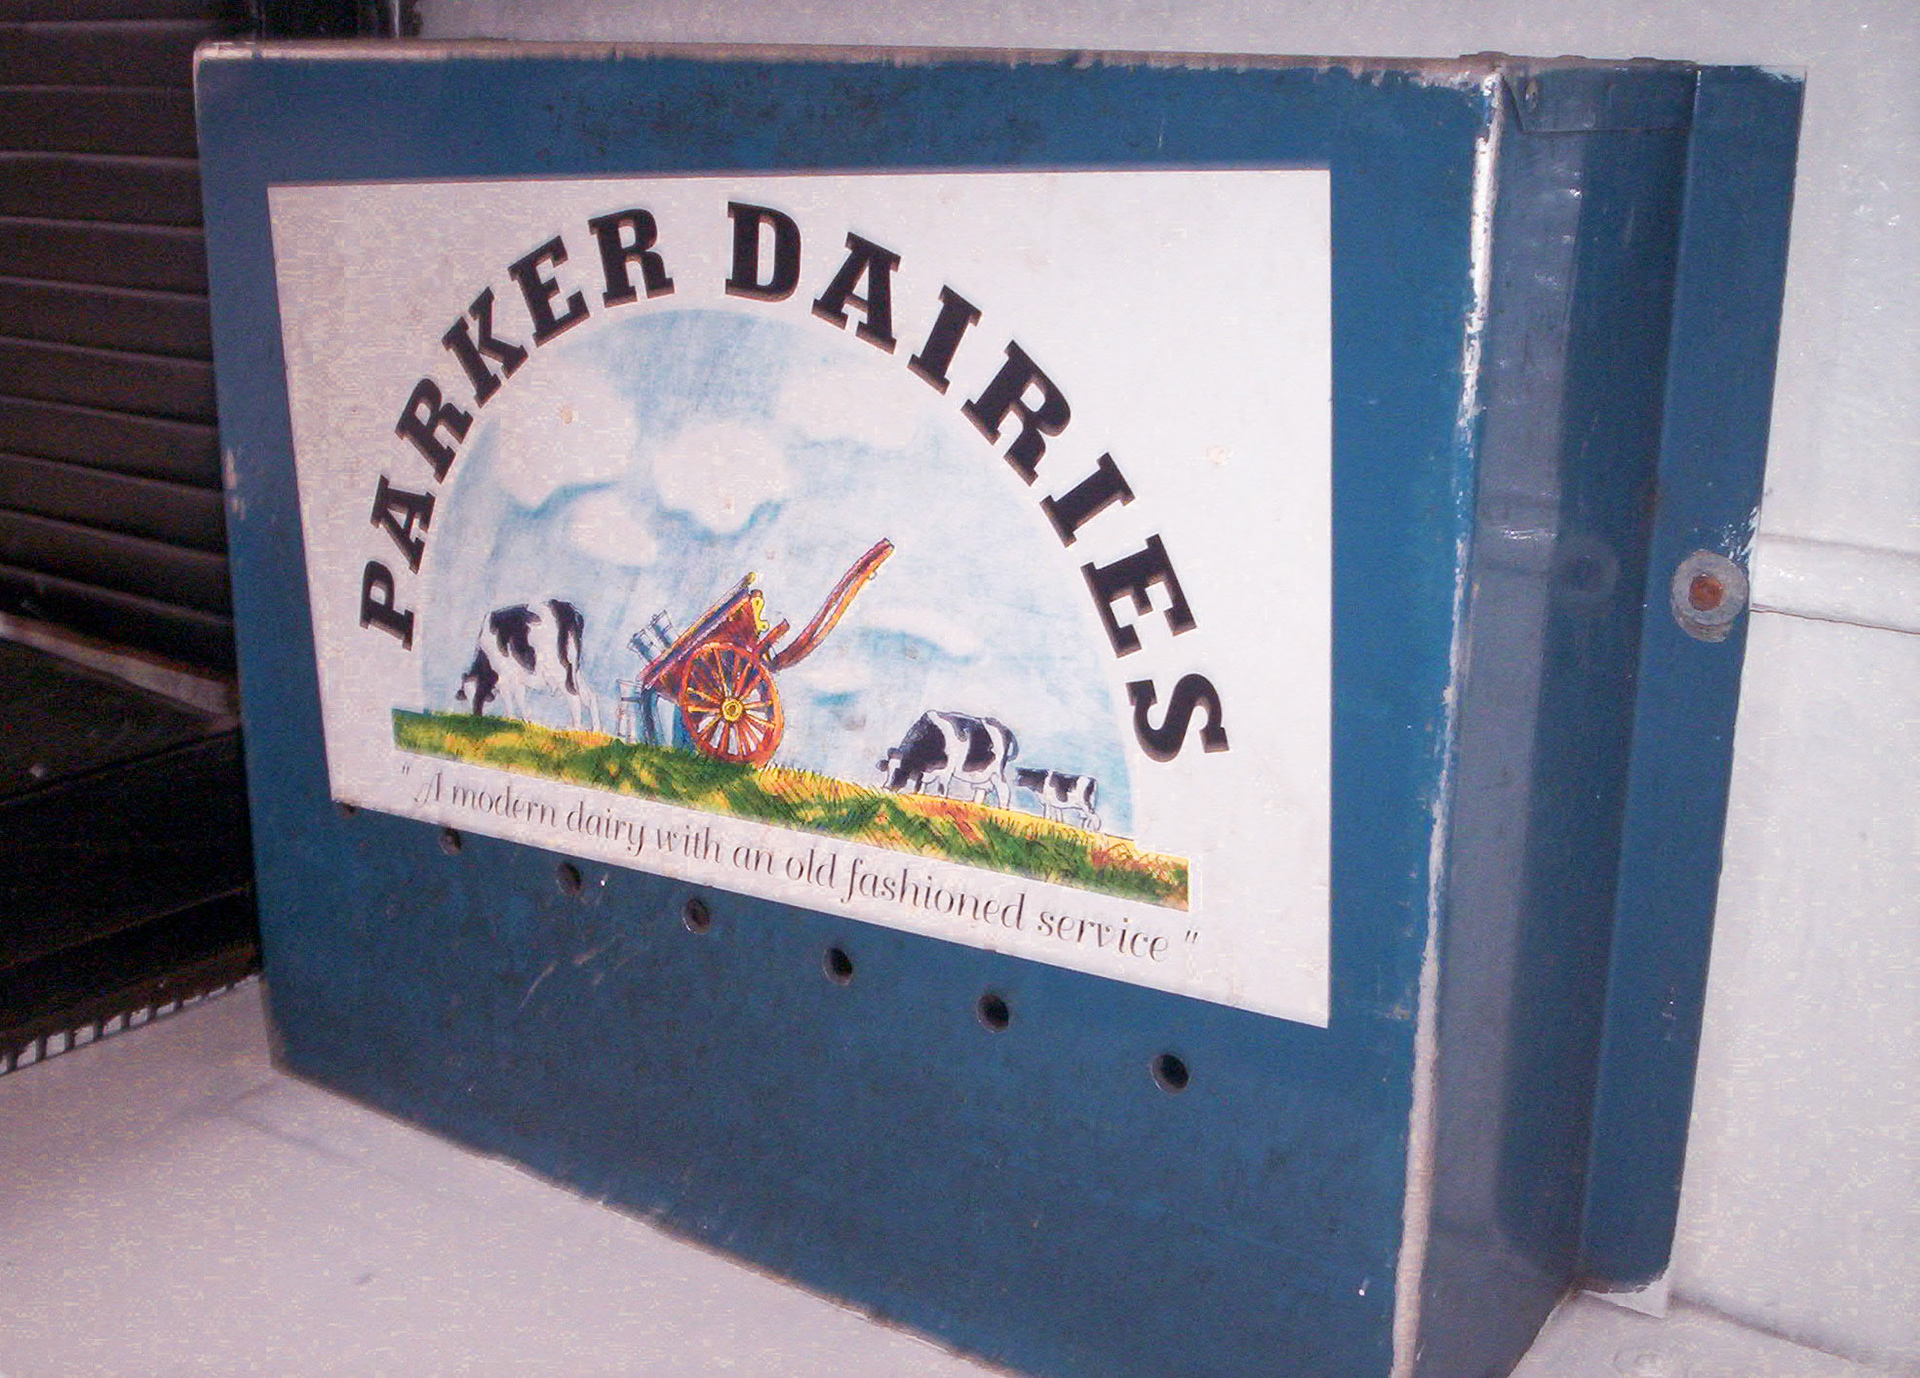 PARKER DAIRIES
" A modern dairy with an old fashioned service "